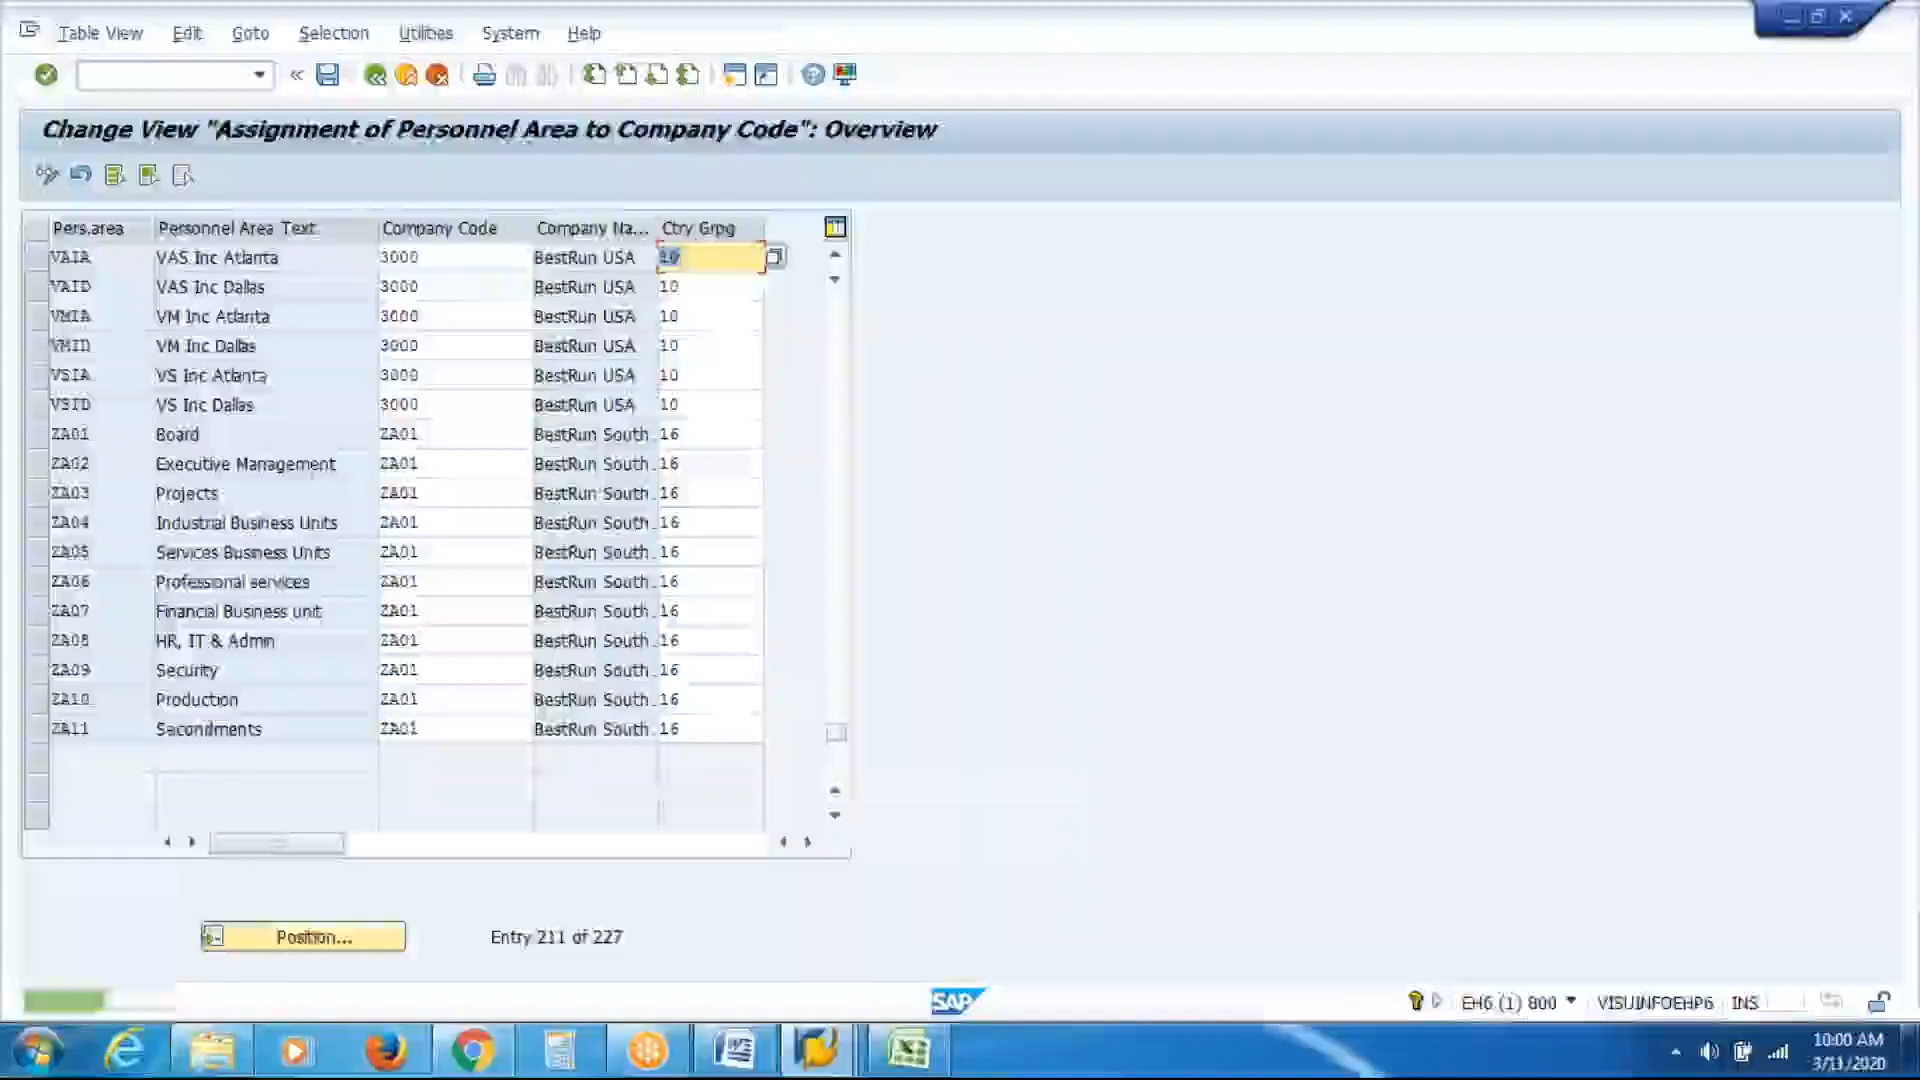 Table View Edit Goto Selection Utilities System Help
Change View "Assignment of Personnel Area to Company Code": Overview
Pers.area Personnel Area Text Company Code Company Na... Ctry Grpg
VAIA VAS Inc Atlanta 3000 BestRun USA 10
VAID VAS Inc Dallas 3000 BestRun USA 10
VMIA VM Inc Atlanta 3000 BestRun USA 10
VMID VM Inc Dallas 3000 BestRun USA 10
VSIA VS Inc Atlanta 3000 BestRun USA 10
VSID VS Inc Dallas 3000 BestRun USA 10
ZA01 Board ZA01 BestRun South... 16
ZA02 Executive Management ZA01 BestRun South... 16
ZA03 Projects ZA01 BestRun South... 16
ZA04 Industrial Business Units ZA01 BestRun South... 16
ZA05 Services Business Units ZA01 BestRun South... 16
ZA06 Professional services ZA01 BestRun South... 16
ZA07 Financial Business unit ZA01 BestRun South... 16
ZA08 HR, IT & Admin ZA01 BestRun South... 16
ZA09 Security ZA01 BestRun South... 16
ZA10 Production ZA01 BestRun South... 16
ZA11 Secondments ZA01 BestRun South... 16
Position... Entry 211 of 227
SAP EH6 (1) 800 VISUINFOEHP6 INS
10:00 AM
3/11/2020